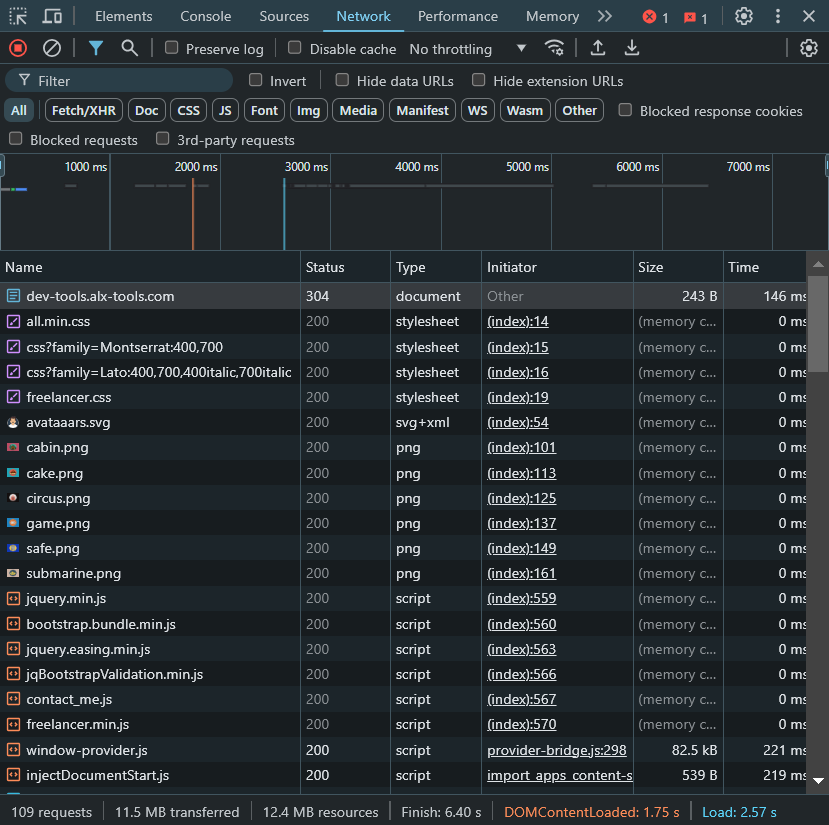 Elements Console Sources Network Performance Memory 1 1
Preserve log Disable cache No throttling
Filter Invert Hide data URLs Hide extension URLs
All Fetch/XHR Doc CSS JS Font Img Media Manifest WS Wasm Other Blocked response cookies
Blocked requests 3rd-party requests
1000 ms 2000 ms 3000 ms 4000 ms 5000 ms 6000 ms 7000 ms
Name Status Type Initiator Size Time
dev-tools.alx-tools.com 304 document Other 243 B 146 ms
all.min.css 200 stylesheet (index):14 (memory c... 0 ms
css?family=Montserrat:400,700 200 stylesheet (index):15 (memory c... 0 ms
css?family=Lato:400,700,400italic,700italic 200 stylesheet (index):16 (memory c... 0 ms
freelancer.css 200 stylesheet (index):19 (memory c... 0 ms
avataaars.svg 200 svg+xml (index):54 (memory c... 0 ms
cabin.png 200 png (index):101 (memory c... 0 ms
cake.png 200 png (index):113 (memory c... 0 ms
circus.png 200 png (index):125 (memory c... 0 ms
game.png 200 png (index):137 (memory c... 0 ms
safe.png 200 png (index):149 (memory c... 0 ms
submarine.png 200 png (index):161 (memory c... 0 ms
jquery.min.js 200 script (index):559 (memory c... 0 ms
bootstrap.bundle.min.js 200 script (index):560 (memory c... 0 ms
jquery.easing.min.js 200 script (index):563 (memory c... 0 ms
jqBootstrapValidation.min.js 200 script (index):566 (memory c... 0 ms
contact_me.js 200 script (index):567 (memory c... 0 ms
freelancer.min.js 200 script (index):570 (memory c... 0 ms
window-provider.js 200 script provider-bridge.js:298 82.5 kB 221 ms
injectDocumentStart.js 200 script import_apps_content-s 539 B 219 ms
109 requests 11.5 MB transferred 12.4 MB resources Finish: 6.40 s DOMContentLoaded: 1.75 s Load: 2.57 s